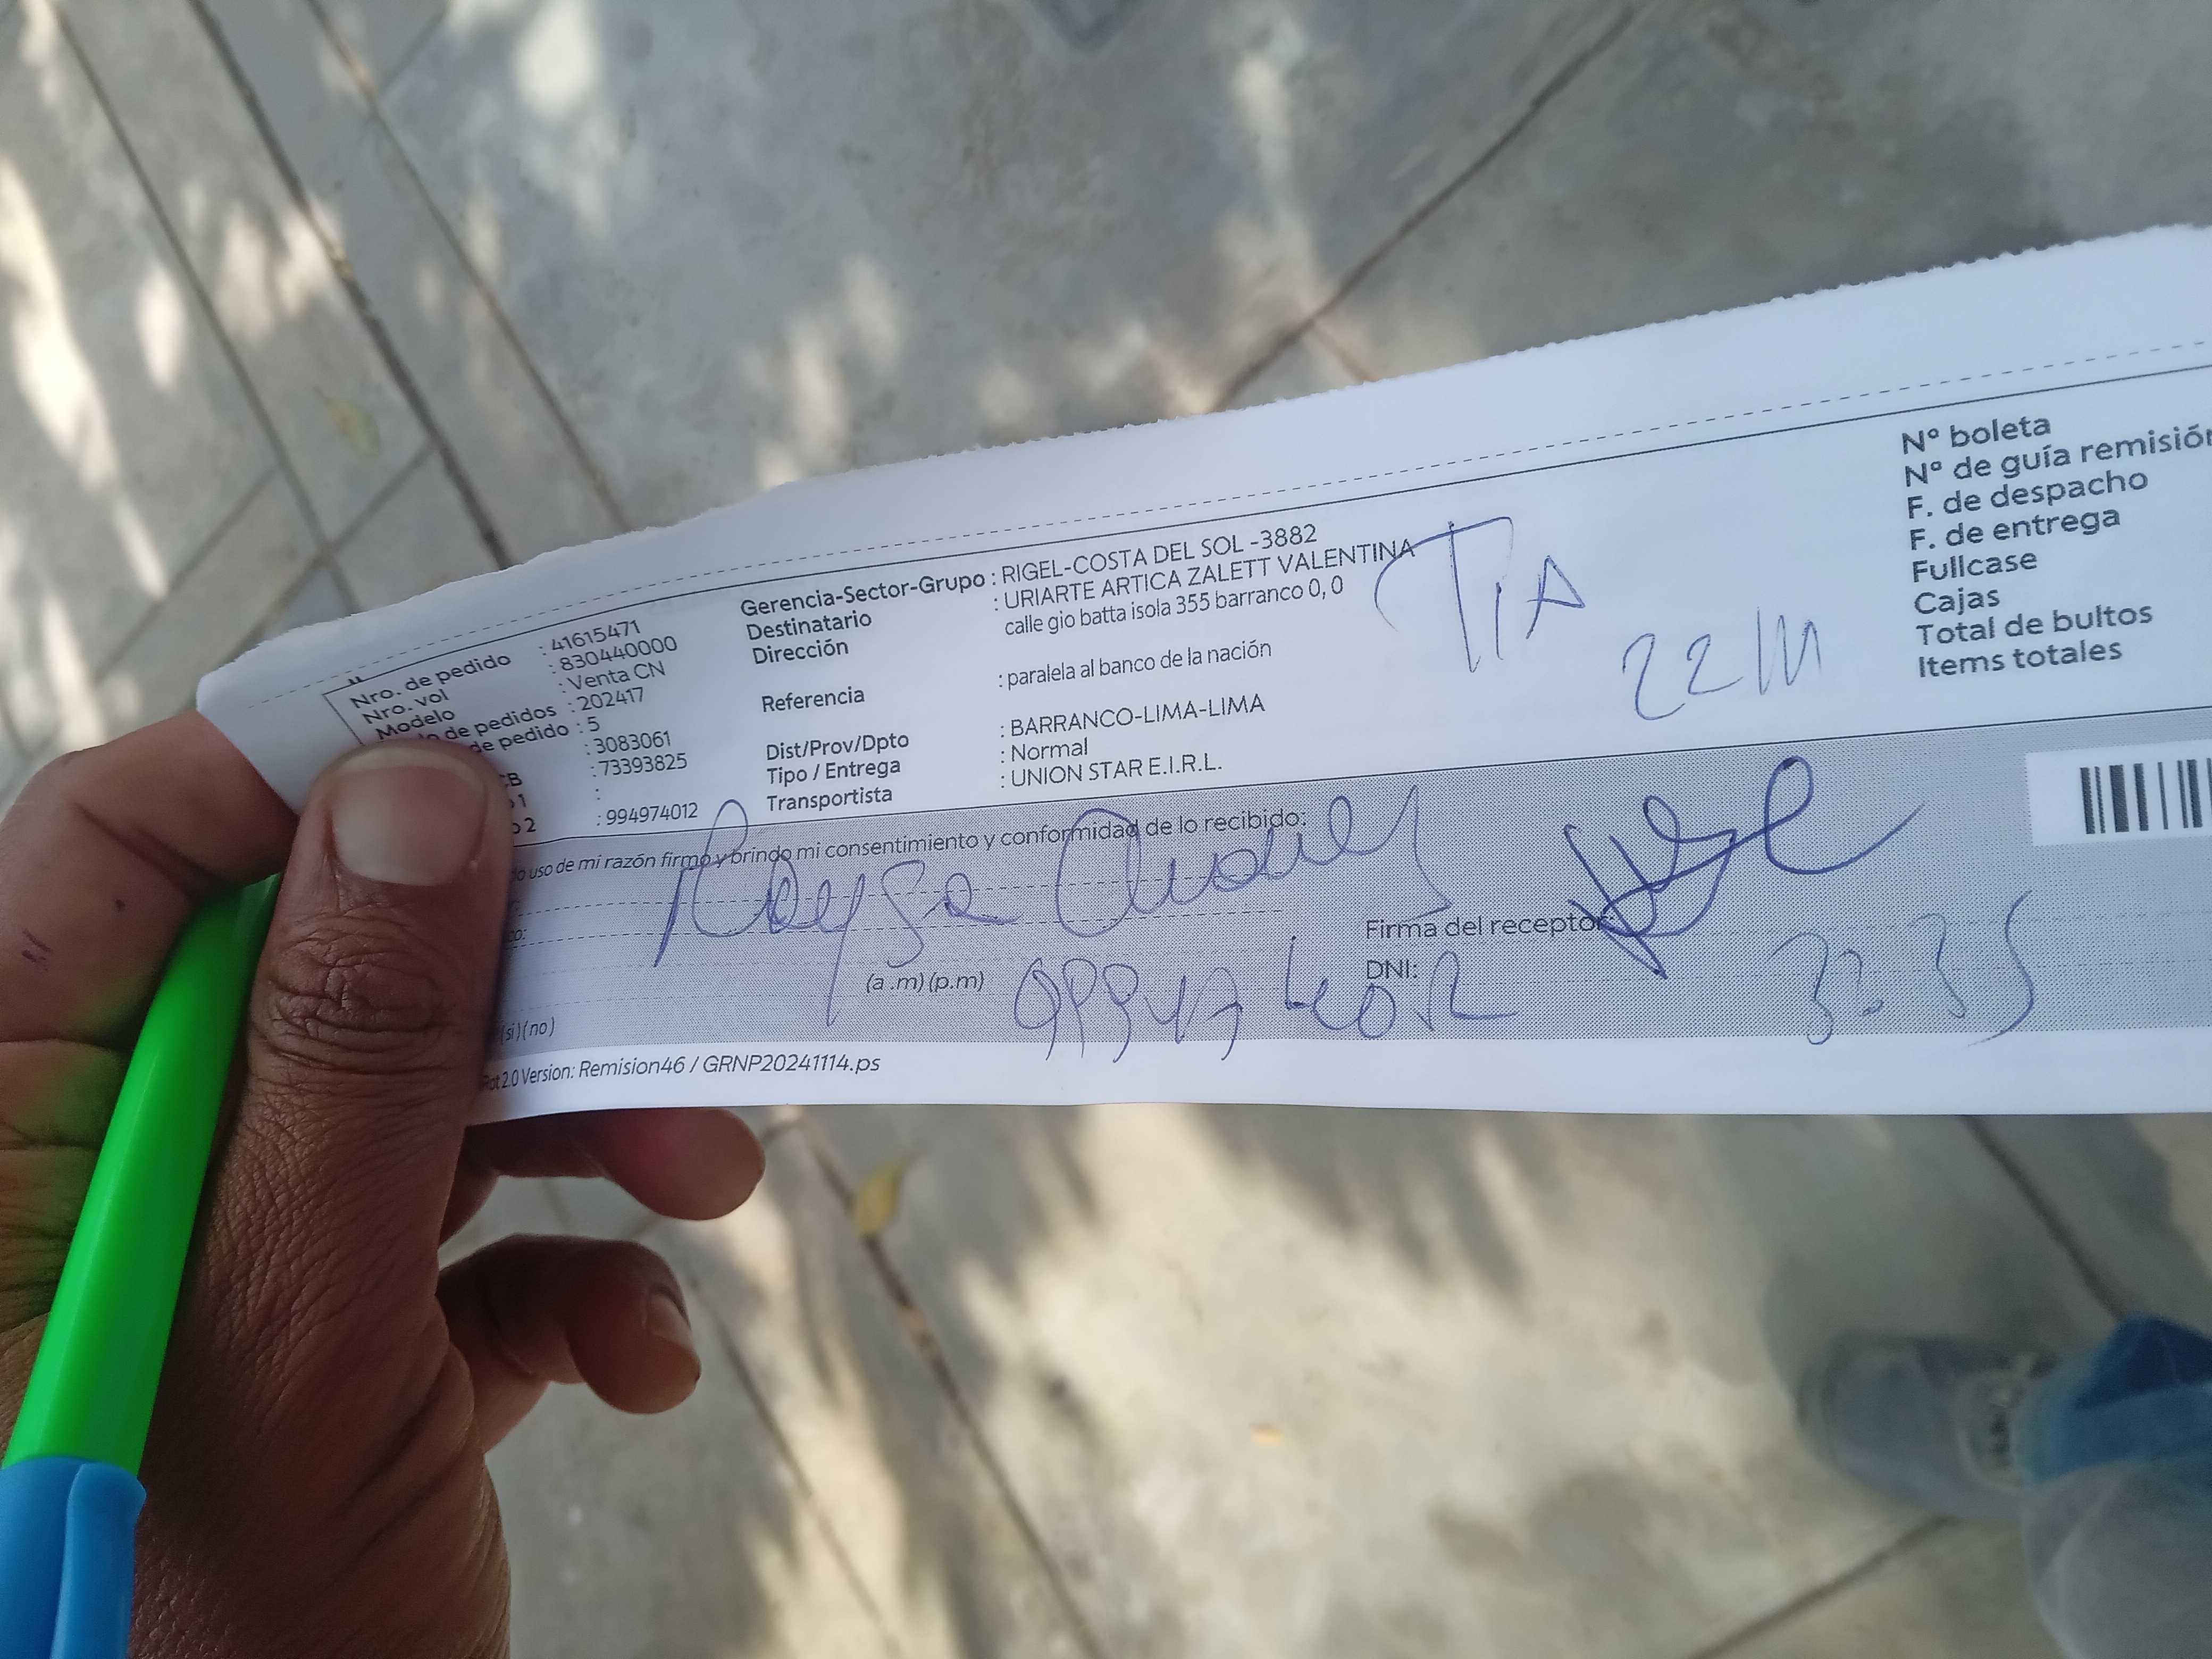 Nro. de pedido : 41615471
Nro. vol : 830440000
Modelo : Venta CN
de pedidos : 202417
de pedido : 5
CB : 3083061
1 : 73393825
:
2 : 994974012
Gerencia-Sector-Grupo : RIGEL-COSTA DEL SOL -3882
Destinatario : URIARTE ARTICA ZALETT VALENTINA
Dirección calle gio batta isola 355 barranco 0, 0
Referencia : paralela al banco de la nación
Dist/Prov/Dpto : BARRANCO-LIMA-LIMA
Tipo / Entrega : Normal
Transportista : UNION STAR E.I.R.L.
TIA
N° boleta
N° de guía remisión
F. de despacho
F. de entrega
Fullcase
Cajas
Total de bultos
Items totales
uso de mi razón firmo y brindo mi consentimiento y conformidad de lo recibido:
Firma del receptor:
(a .m) (p.m)
DNI:
(si) (no)
2.0 Version: Remision46 / GRNP20241114.ps